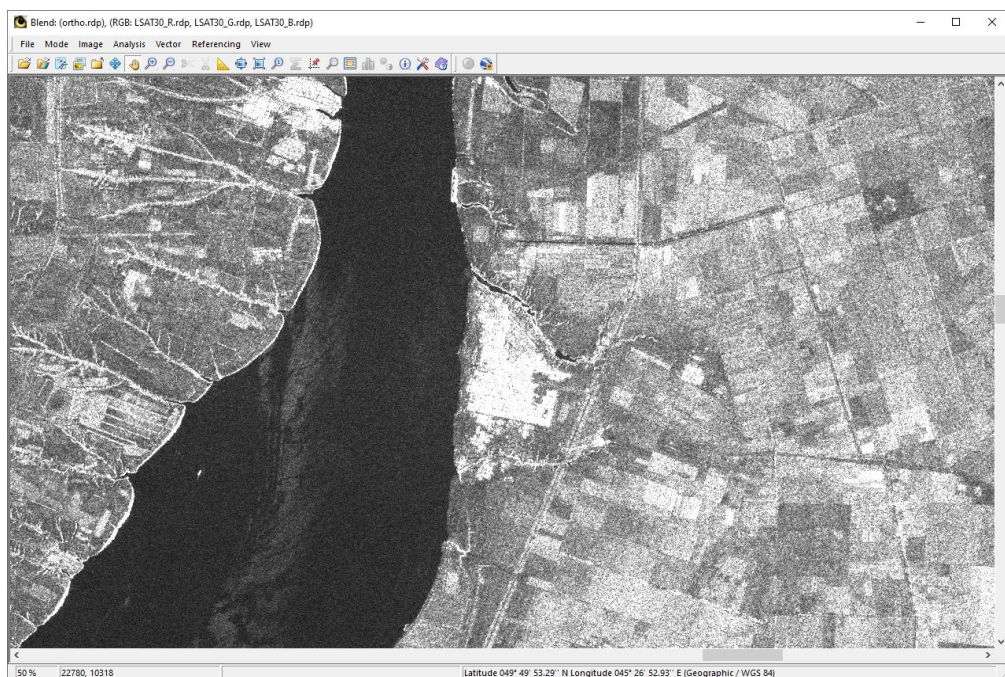 Blend: (ortho.rdp), (RGB: LSAT30_R.rdp, LSAT30_G.rdp, LSAT30_B.rdp)
File Mode Image Analysis Vector Referencing View
50 % 22780, 10318 Latitude 049° 49' 53.29'' N Longitude 045° 26' 52.93'' E (Geographic / WGS 84)